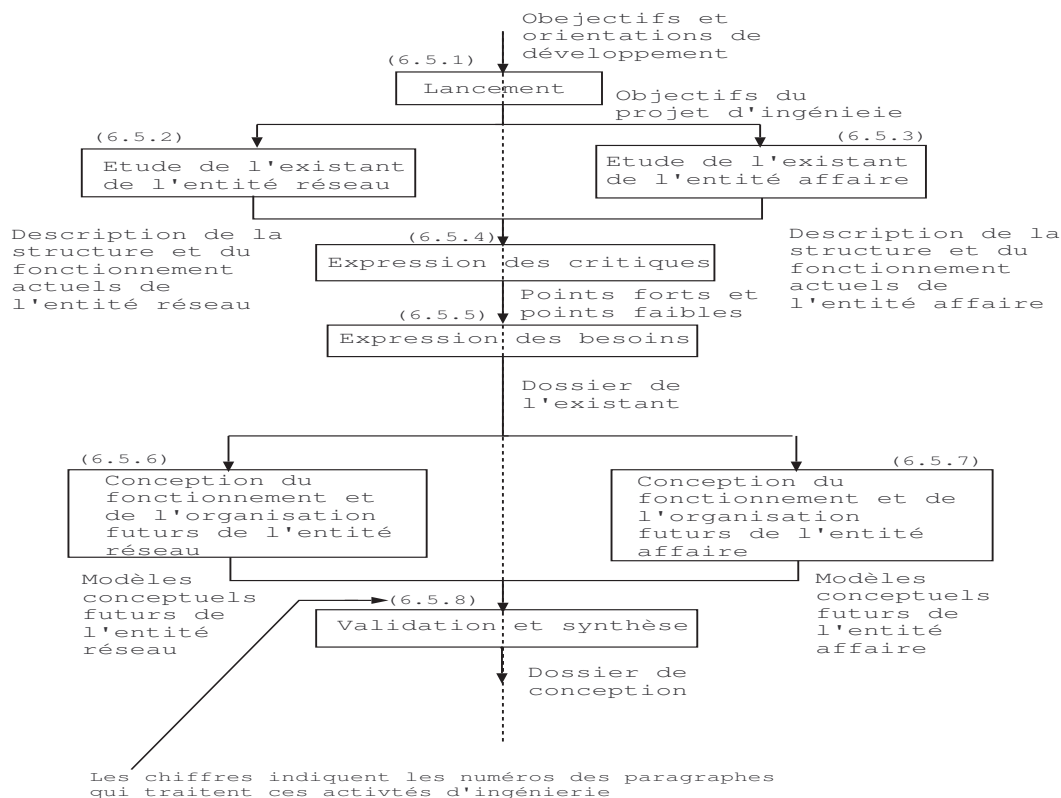 Obejectifs et
orientations de
développement
(6.5.1)
Lancement
Objectifs du
projet d'ingénieie
(6.5.2)
(6.5.3)
Etude de l'existant
de l'entité réseau
Etude de l'existant
de l'entité affaire
Description de la
structure et du
fonctionnement
actuels de
l'entité réseau
(6.5.4)
Expression des critiques
Description de la
structure et du
fonctionnement
actuels de
l'entité affaire
Points forts et
points faibles
(6.5.5)
Expression des besoins
Dossier de
l'existant
(6.5.6)
(6.5.7)
Conception du
fonctionnement et
de l'organisation
futurs de l'entité
réseau
Conception du
fonctionnement et de
l'organisation
futurs de l'entité
affaire
Modèles
conceptuels
futurs de
l'entité
réseau
Modèles
conceptuels
futurs de
l'entité
affaire
(6.5.8)
Validation et synthèse
Dossier de
conception
Les chiffres indiquent les numéros des paragraphes
qui traitent ces activtés d'ingénierie